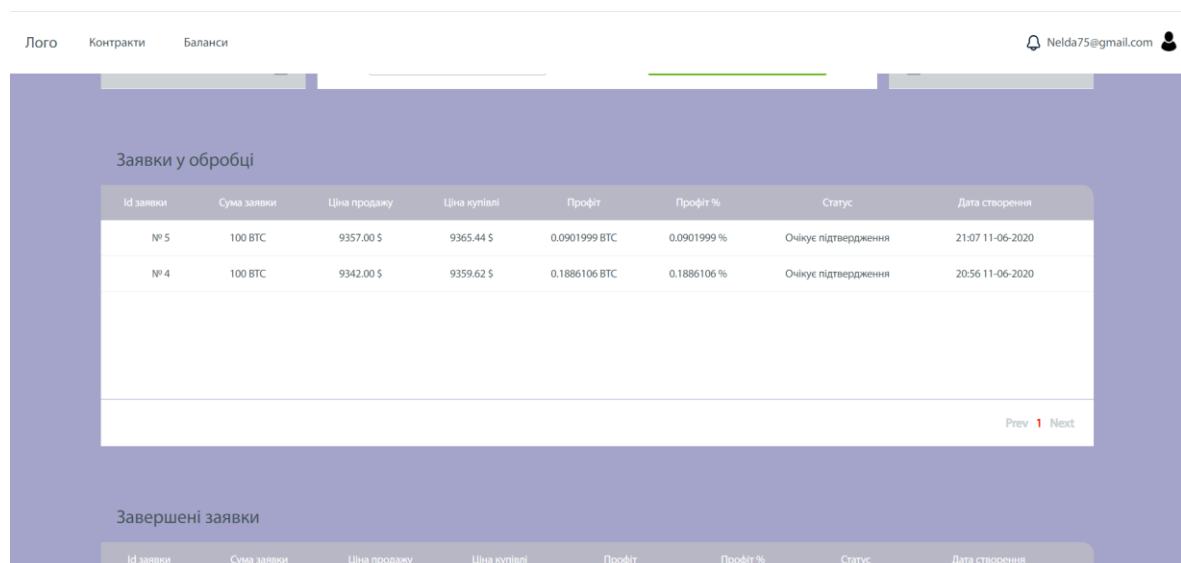 Лого Контракти Баланси Nelda75@gmail.com
Заявки у обробці
Id заявки Сума заявки Ціна продажу Ціна купівлі Профіт Профіт % Статус Дата створення
№ 5 100 BTC 9357.00 $ 9365.44 $ 0.0901999 BTC 0.0901999 % Очікує підтвердження 21:07 11-06-2020
№ 4 100 BTC 9342.00 $ 9359.62 $ 0.1886106 BTC 0.1886106 % Очікує підтвердження 20:56 11-06-2020
Prev 1 Next
Завершені заявки
Id заявки Сума заявки Ціна продажу Ціна купівлі Профіт Профіт % Статус Дата створення